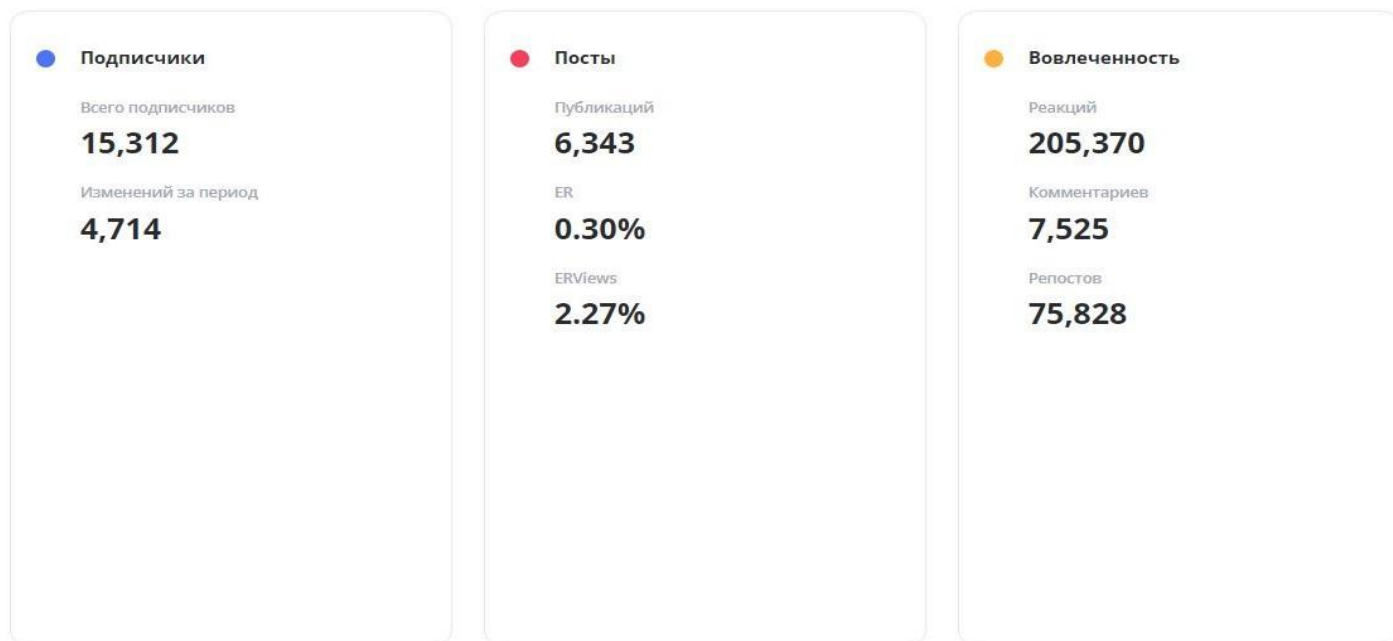 Подписчики
Всего подписчиков
15,312
Изменений за период
4,714
Посты
Публикаций
6,343
ER
0.30%
ERViews
2.27%
Вовлеченность
Реакций
205,370
Комментариев
7,525
Репостов
75,828